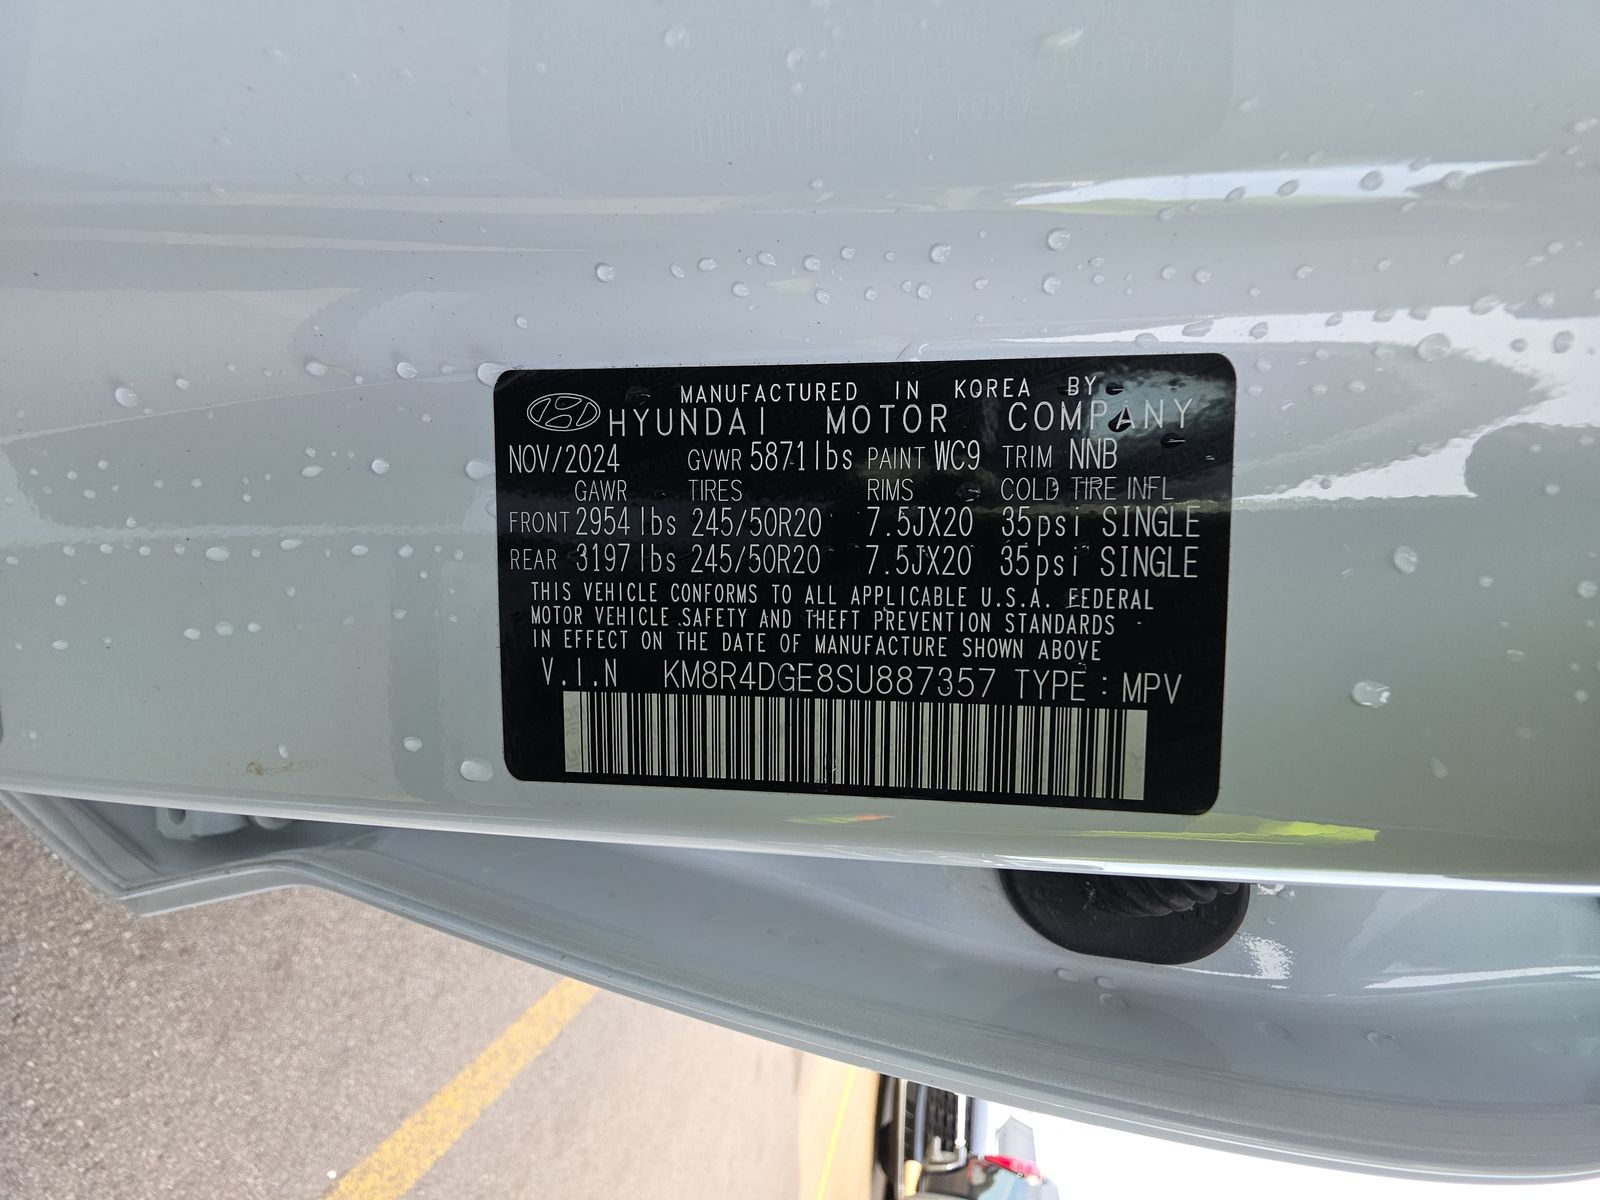 MANUFACTURED IN KOREA BY
HYUNDAI MOTOR COMPANY
NOV/2024 GVWR 5871lbs PAINT WC9 TRIM NNB
GAWR TIRES RIMS COLD TIRE INFL
FRONT 2954lbs 245/50R20 7.5JX20 35psi SINGLE
REAR 3197lbs 245/50R20 7.5JX20 35psi SINGLE
THIS VEHICLE CONFORMS TO ALL APPLICABLE U.S.A. FEDERAL
MOTOR VEHICLE SAFETY AND THEFT PREVENTION STANDARDS
IN EFFECT ON THE DATE OF MANUFACTURE SHOWN ABOVE
V.I.N KM8R4DGE8SU887357 TYPE : MPV